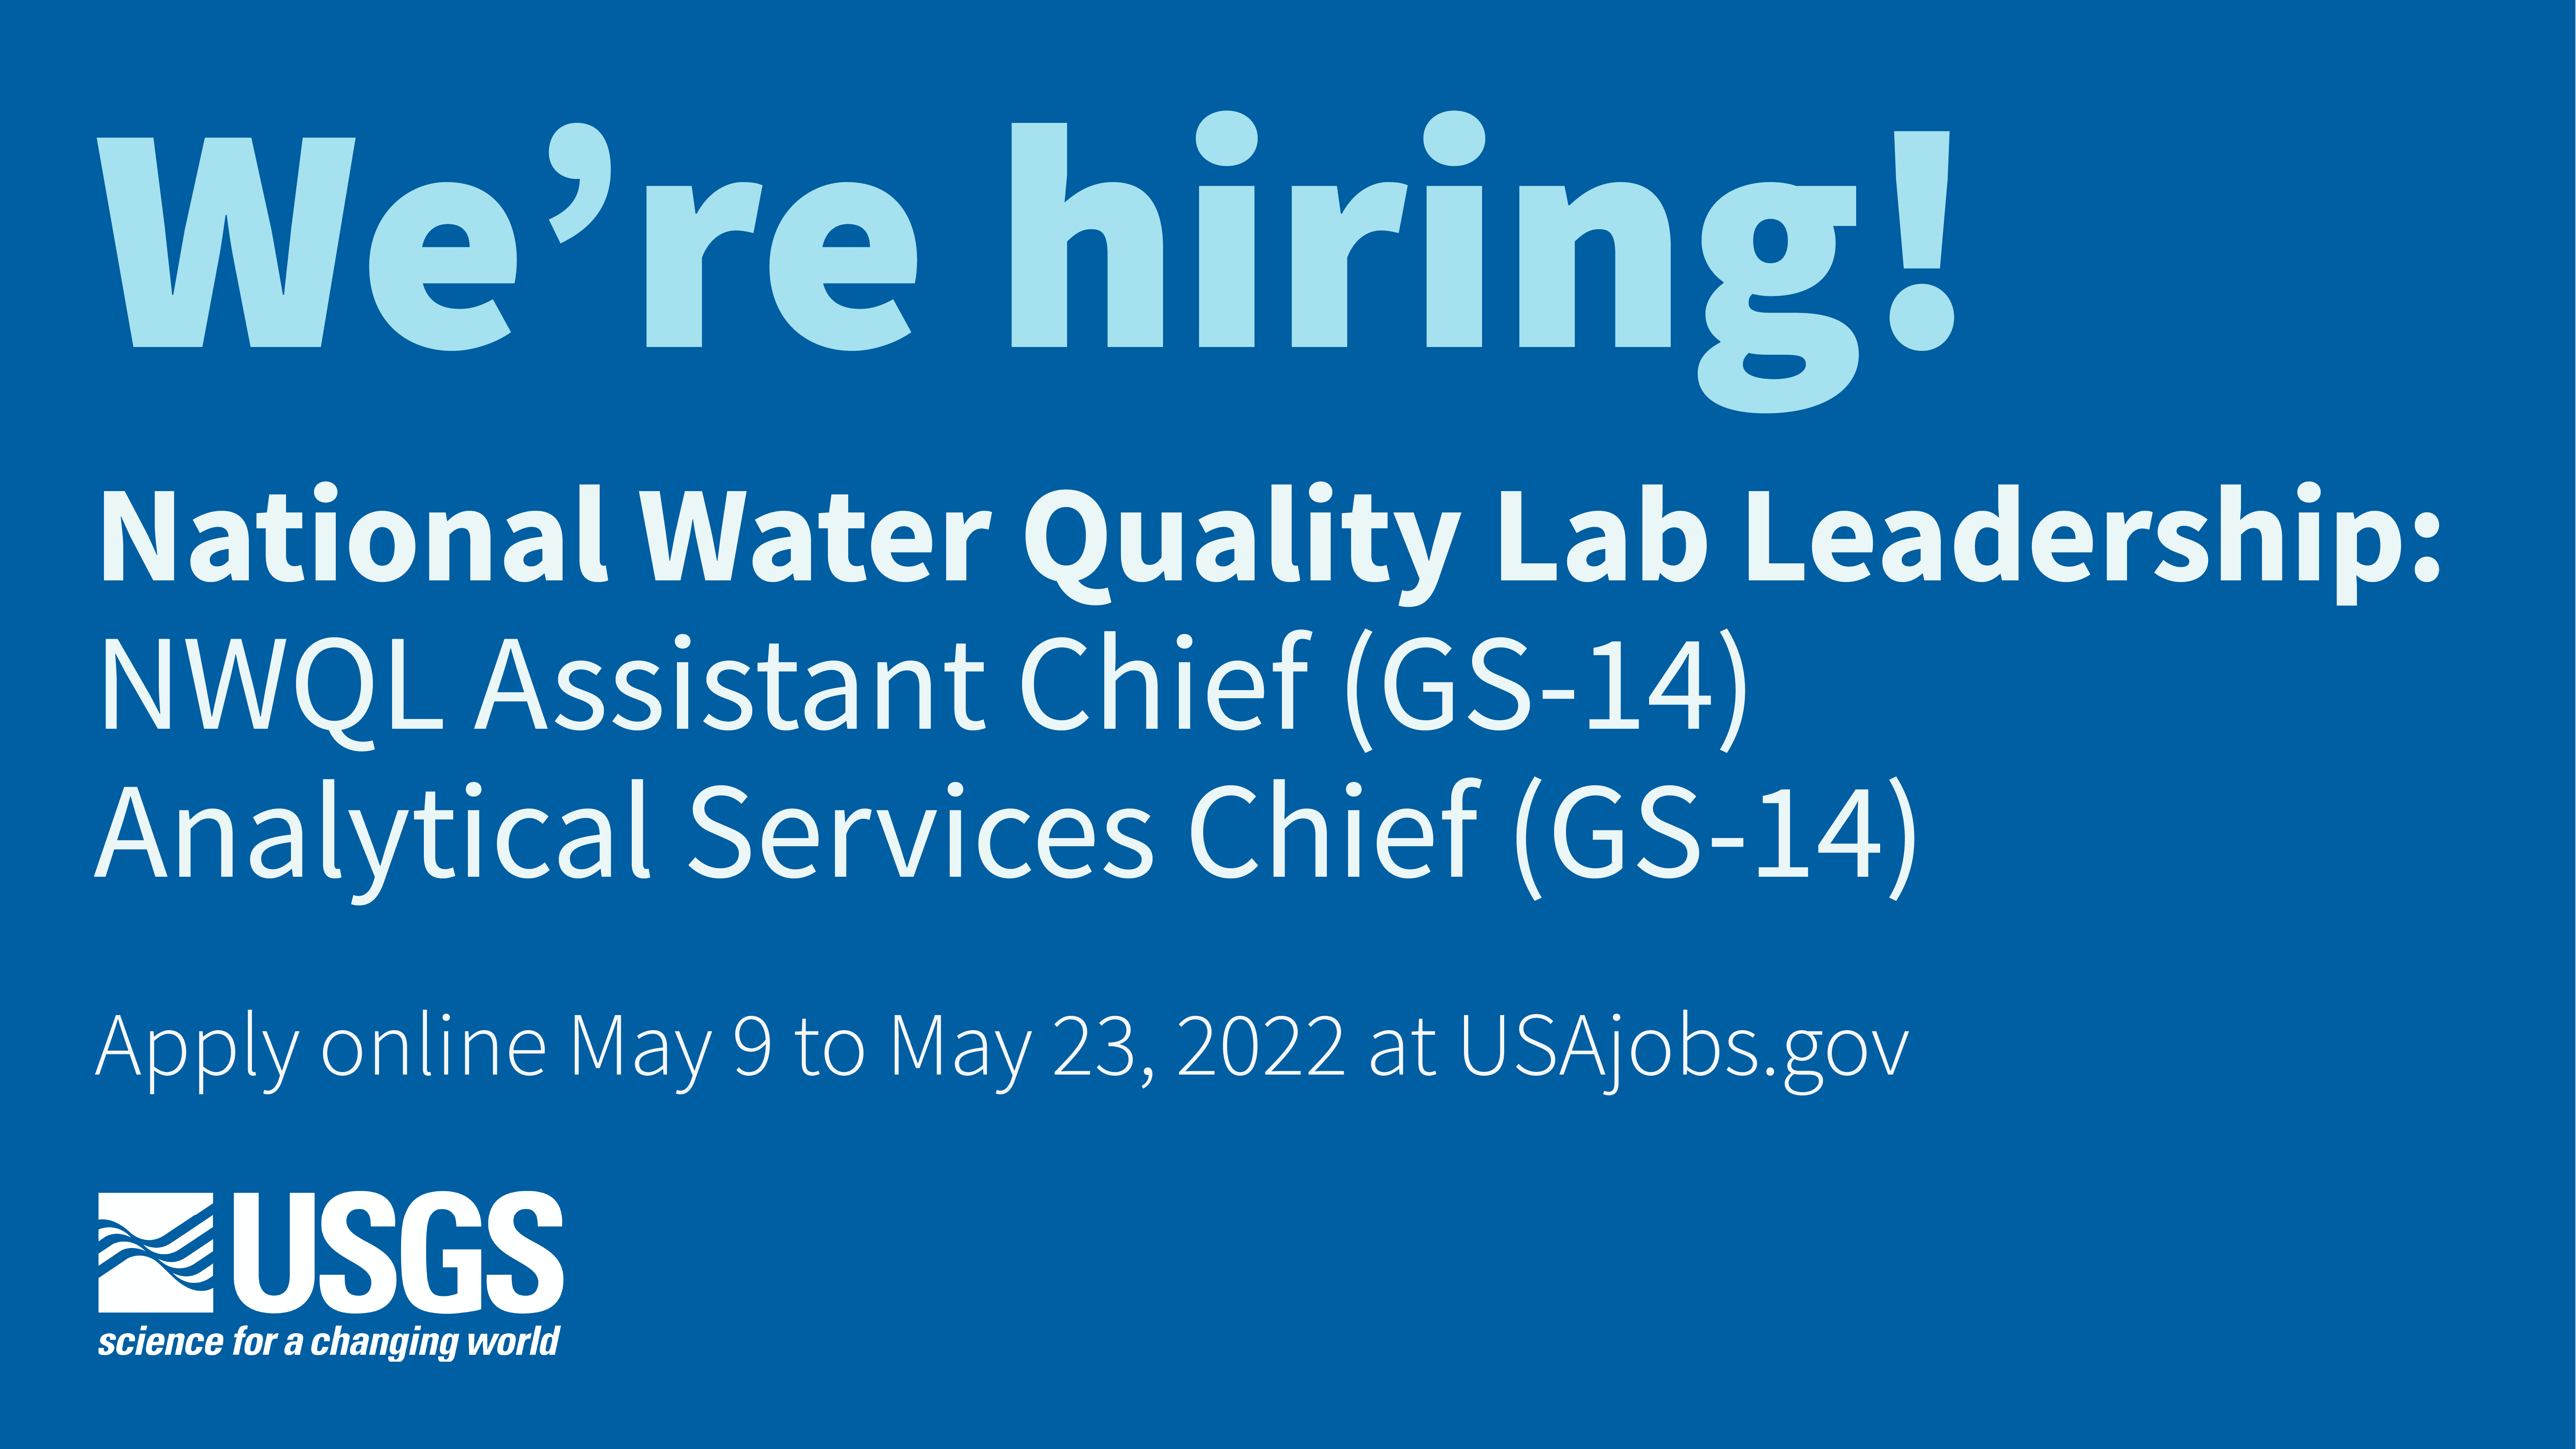 We’re hiring!
National Water Quality Lab Leadership:
NWQL Assistant Chief (GS-14)
Analytical Services Chief (GS-14)
Apply online May 9 to May 23, 2022 at USAjobs.gov
USGS
science for a changing world